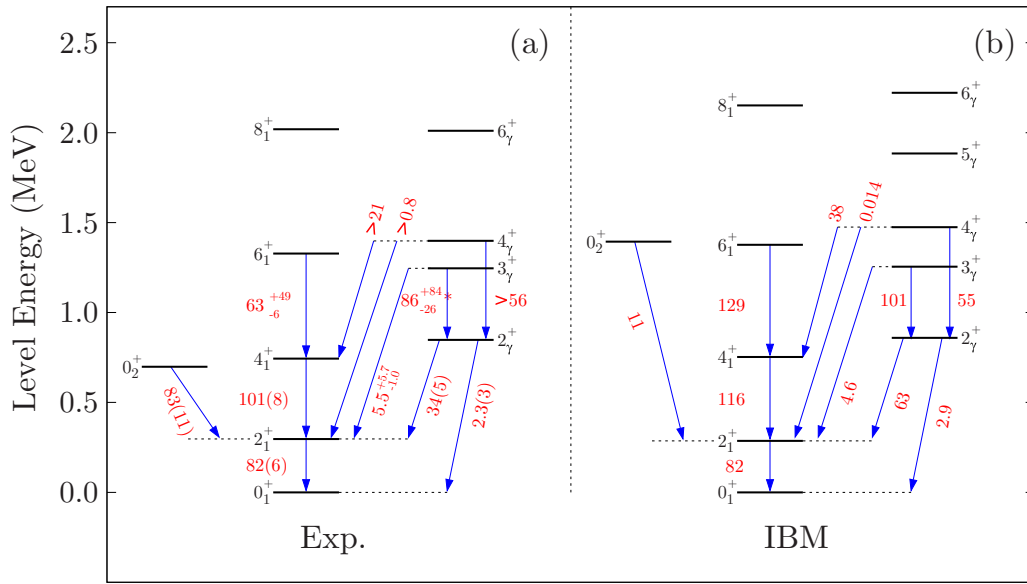 Level Energy (MeV)
2.5
2.0
1.5
1.0
0.5
0.0
(a)
8₁⁺
6ᵧ⁺
>21
>0.8
4ᵧ⁺
6₁⁺
3ᵧ⁺
63 +49 -6
86 +84 -26 *
>56
2ᵧ⁺
4₁⁺
0₂⁺
83(11)
101(8)
5.5 +5.7 -1.0
34(5)
2.3(3)
2₁⁺
82(6)
0₁⁺
Exp.
(b)
6ᵧ⁺
8₁⁺
5ᵧ⁺
38
0.014
4ᵧ⁺
0₂⁺
6₁⁺
3ᵧ⁺
11
129
101
55
2ᵧ⁺
4₁⁺
116
4.6
63
2.9
2₁⁺
82
0₁⁺
IBM